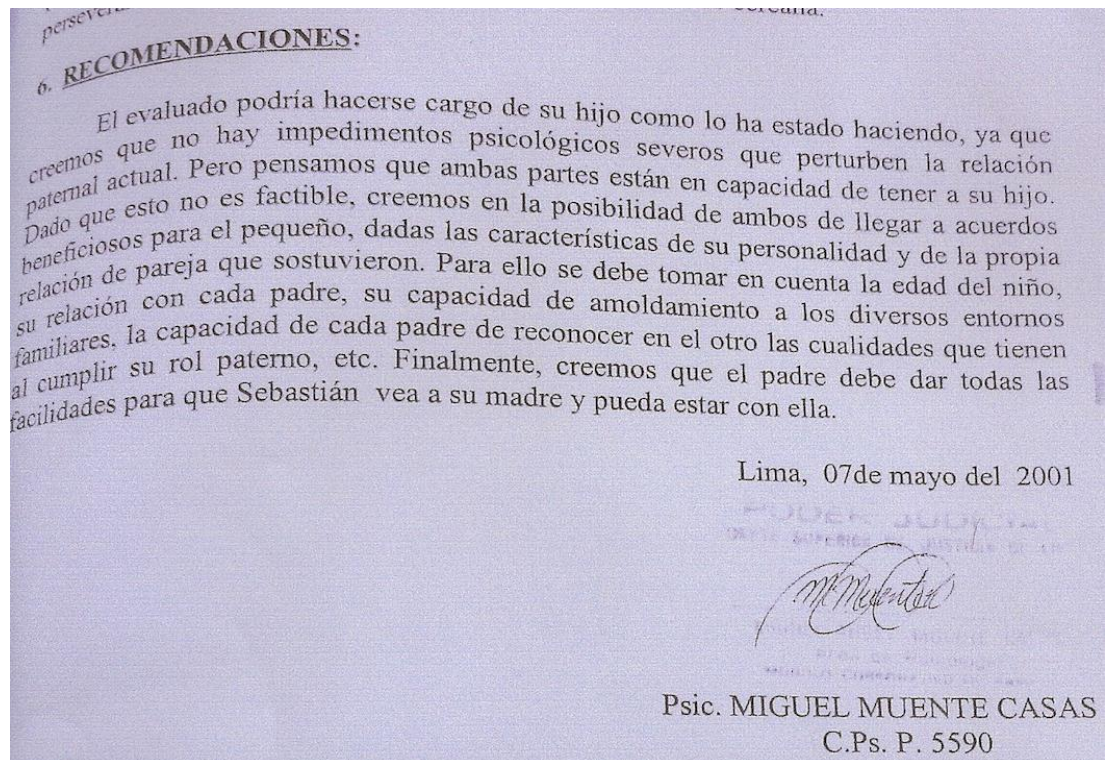 6. RECOMENDACIONES:
El evaluado podría hacerse cargo de su hijo como lo ha estado haciendo, ya que
creemos que no hay impedimentos psicológicos severos que perturben la relación
paternal actual. Pero pensamos que ambas partes están en capacidad de tener a su hijo.
Dado que esto no es factible, creemos en la posibilidad de ambos de llegar a acuerdos
beneficiosos para el pequeño, dadas las características de su personalidad y de la propia
relación de pareja que sostuvieron. Para ello se debe tomar en cuenta la edad del niño,
su relación con cada padre, su capacidad de amoldamiento a los diversos entornos
familiares, la capacidad de cada padre de reconocer en el otro las cualidades que tienen
al cumplir su rol paterno, etc. Finalmente, creemos que el padre debe dar todas las
facilidades para que Sebastián vea a su madre y pueda estar con ella.
Lima, 07de mayo del 2001
PODER JUDICIAL
Psic. MIGUEL MUENTE CASAS
C.Ps. P. 5590